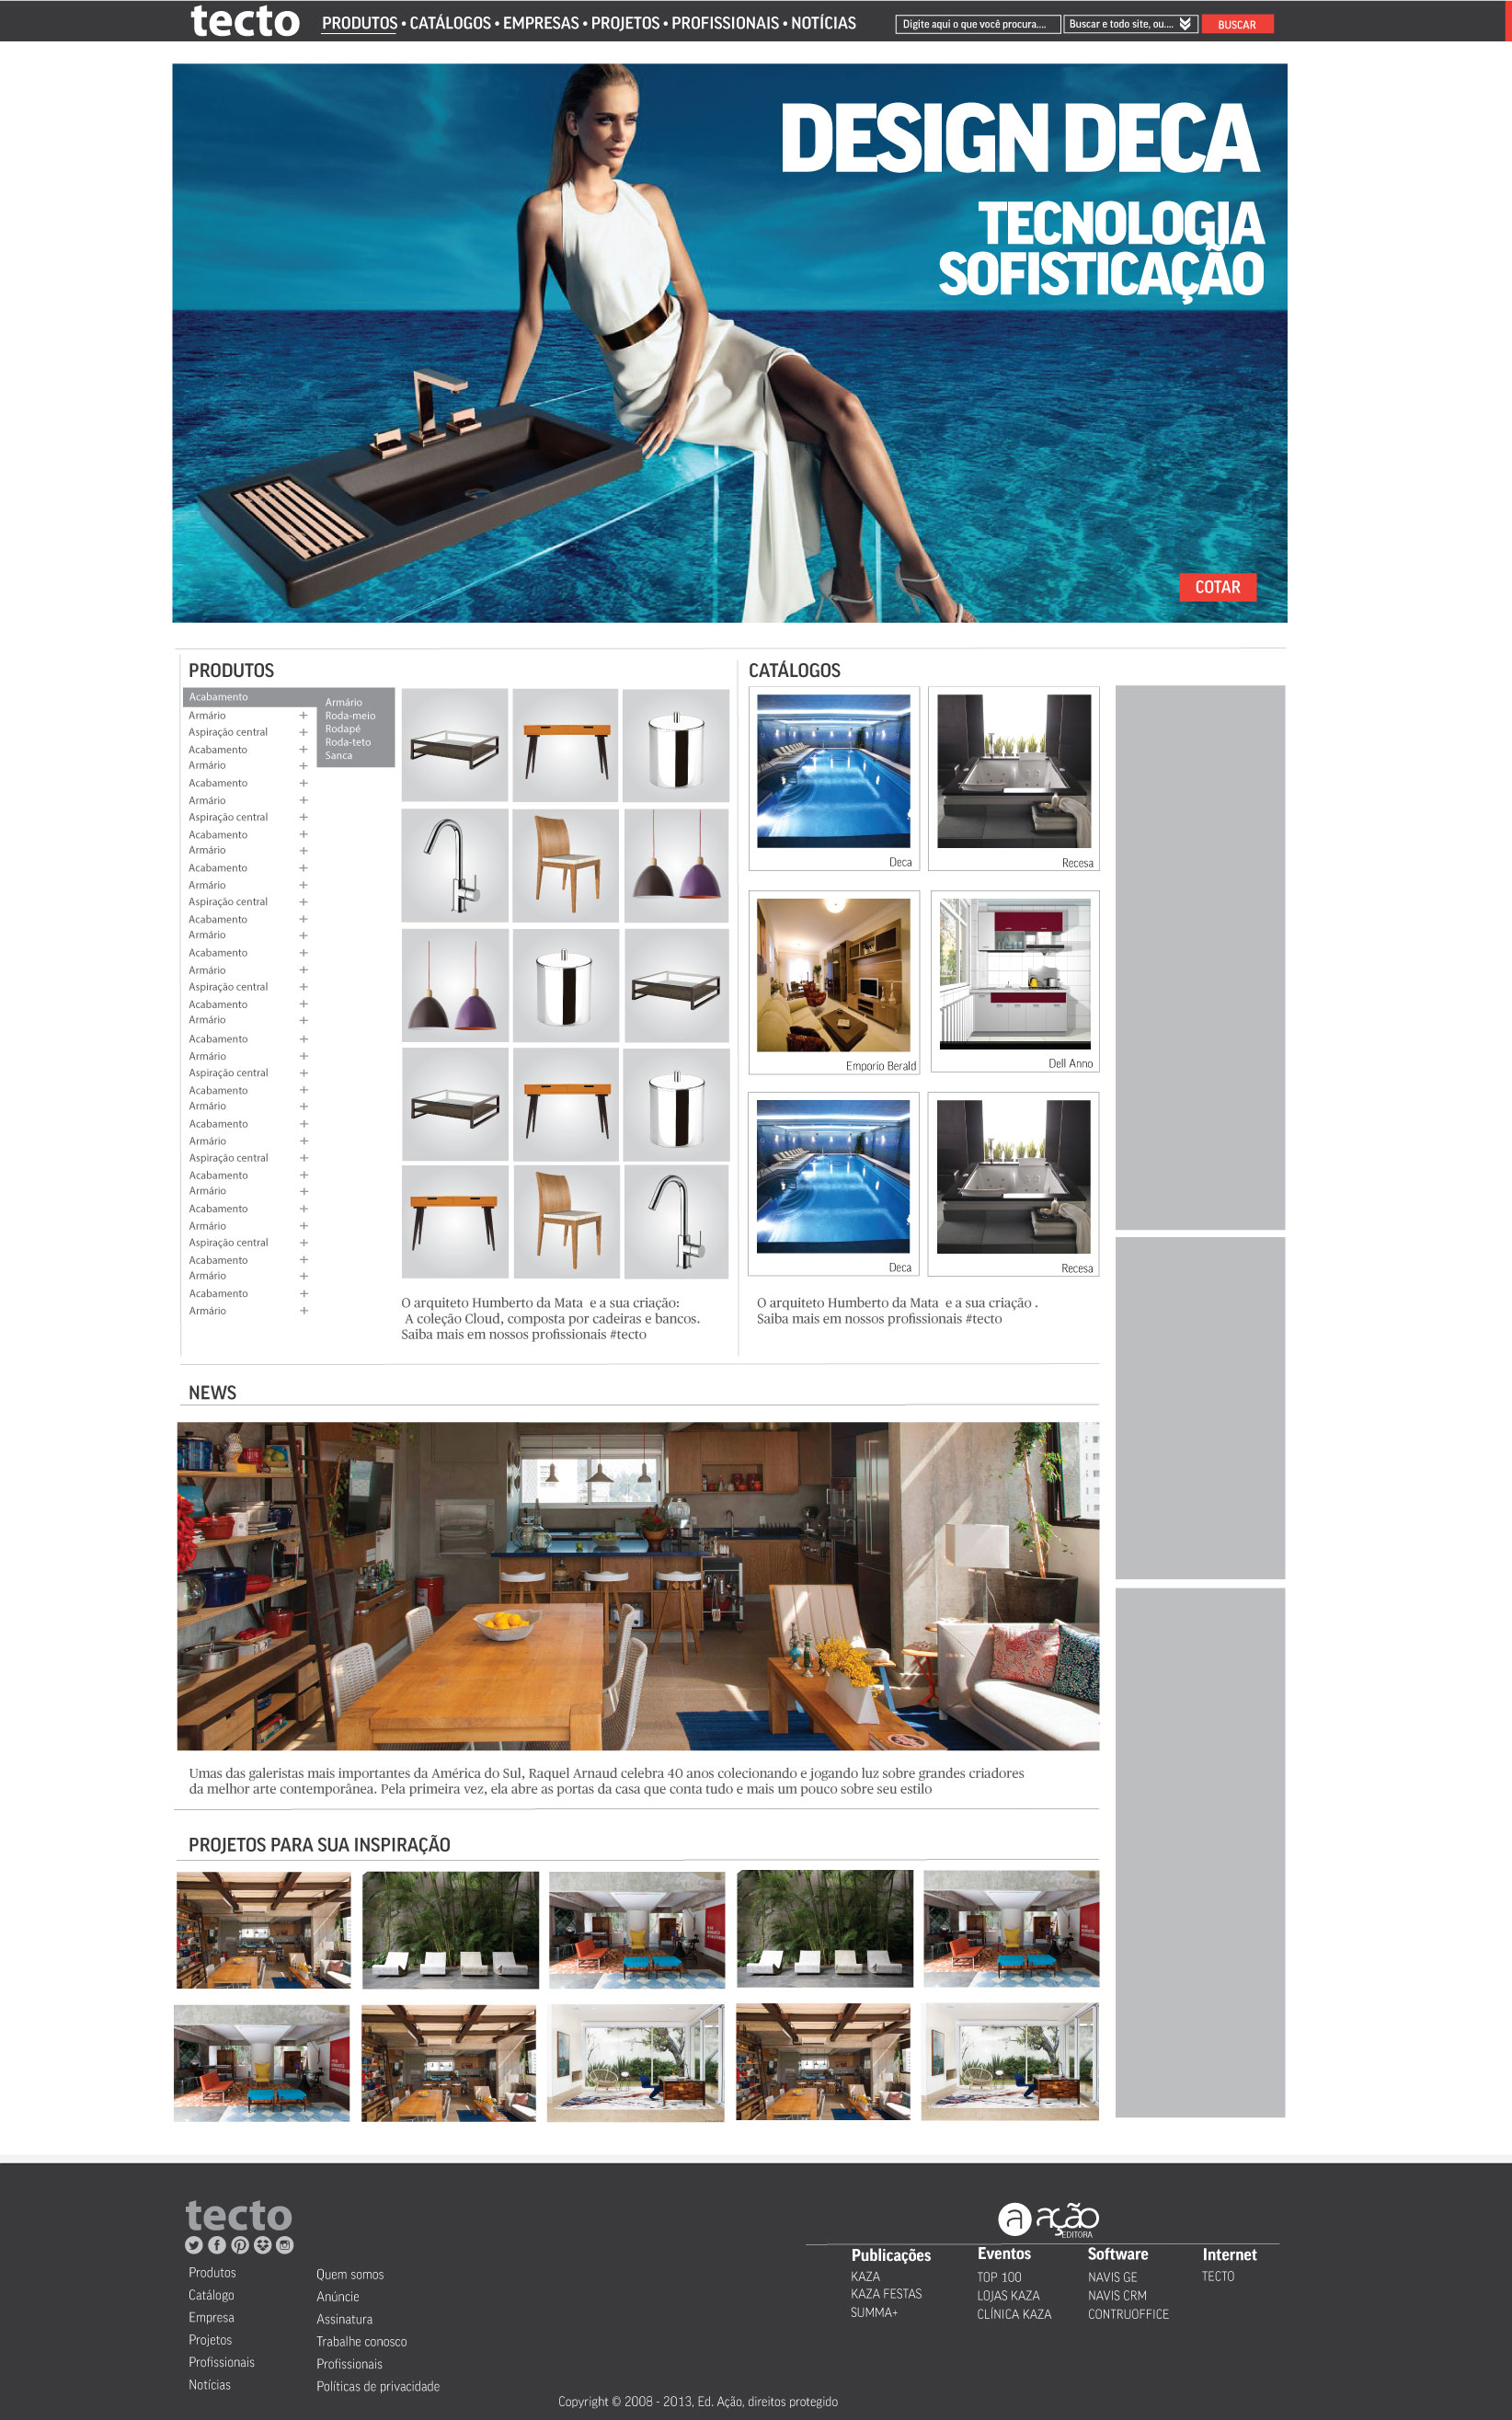 tecto
PRODUTOS • CATÁLOGOS • EMPRESAS • PROJETOS • PROFISSIONAIS • NOTÍCIAS
Digite aqui o que você procura....
Buscar e todo site, ou....
BUSCAR
DESIGN DECA
TECNOLOGIA
SOFISTICAÇÃO
COTAR
PRODUTOS
Acabamento
Armário +
Aspiração central +
Acabamento +
Armário +
Acabamento +
Armário +
Aspiração central +
Acabamento +
Armário +
Acabamento +
Armário +
Aspiração central +
Acabamento +
Armário +
Acabamento +
Armário +
Aspiração central +
Acabamento +
Armário +
Acabamento +
Armário +
Aspiração central +
Acabamento +
Armário +
Acabamento +
Armário +
Aspiração central +
Acabamento +
Armário +
Acabamento +
Armário +
Aspiração central +
Acabamento +
Armário +
Acabamento +
Armário +
Armário
Roda-meio
Rodapé
Roda-teto
Sanca
O arquiteto Humberto da Mata e a sua criação:
A coleção Cloud, composta por cadeiras e bancos.
Saiba mais em nossos profissionais #tecto
CATÁLOGOS
Deca
Recesa
Emporio Berald
Dell Anno
Deca
Recesa
O arquiteto Humberto da Mata e a sua criação .
Saiba mais em nossos profissionais #tecto
NEWS
Umas das galeristas mais importantes da América do Sul, Raquel Arnaud celebra 40 anos colecionando e jogando luz sobre grandes criadores
da melhor arte contemporânea. Pela primeira vez, ela abre as portas da casa que conta tudo e mais um pouco sobre seu estilo
PROJETOS PARA SUA INSPIRAÇÃO
tecto
Produtos
Catálogo
Empresa
Projetos
Profissionais
Notícias
Quem somos
Anúncie
Assinatura
Trabalhe conosco
Profissionais
Políticas de privacidade
a ação
EDITORA
Publicações
KAZA
KAZA FESTAS
SUMMA+
Eventos
TOP 100
LOJAS KAZA
CLÍNICA KAZA
Software
NAVIS GE
NAVIS CRM
CONTRUOFFICE
Internet
TECTO
Copyright © 2008 - 2013, Ed. Ação, direitos protegido